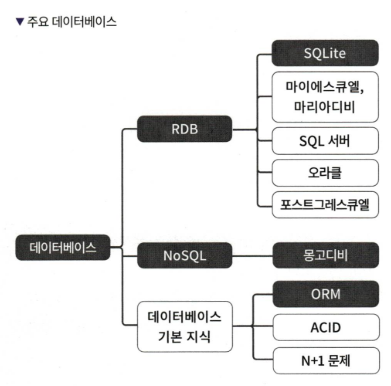 ▼ 주요 데이터베이스
SQLite
마이에스큐엘,
마리아디비
RDB
SQL 서버
오라클
포스트그레스큐엘
데이터베이스
NoSQL
몽고디비
데이터베이스
기본 지식
ORM
ACID
N+1 문제